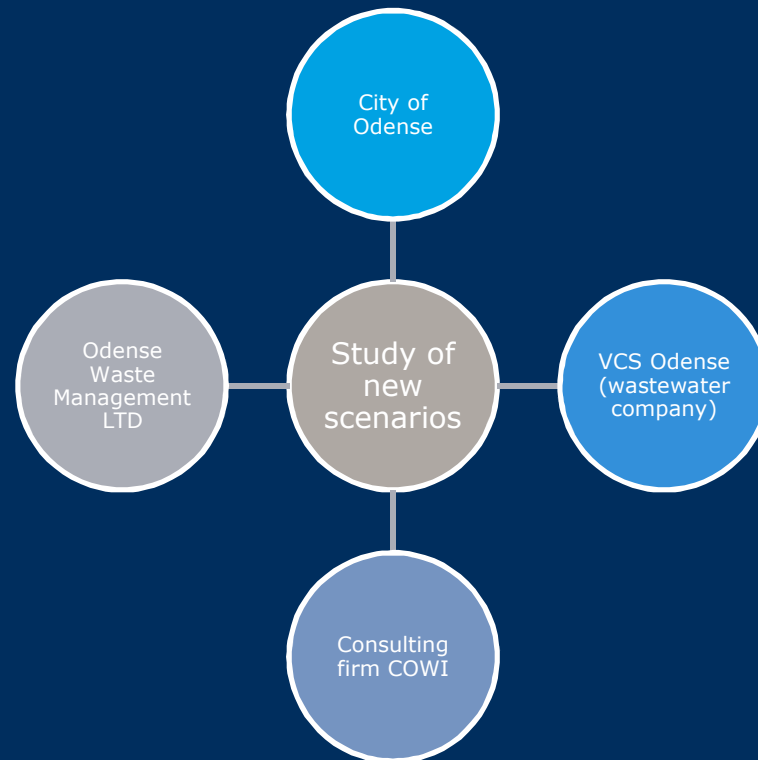 City of
Odense
Odense
Waste
Management
LTD
Study of
new
scenarios
VCS Odense
(wastewater
company)
Consulting
firm COWI